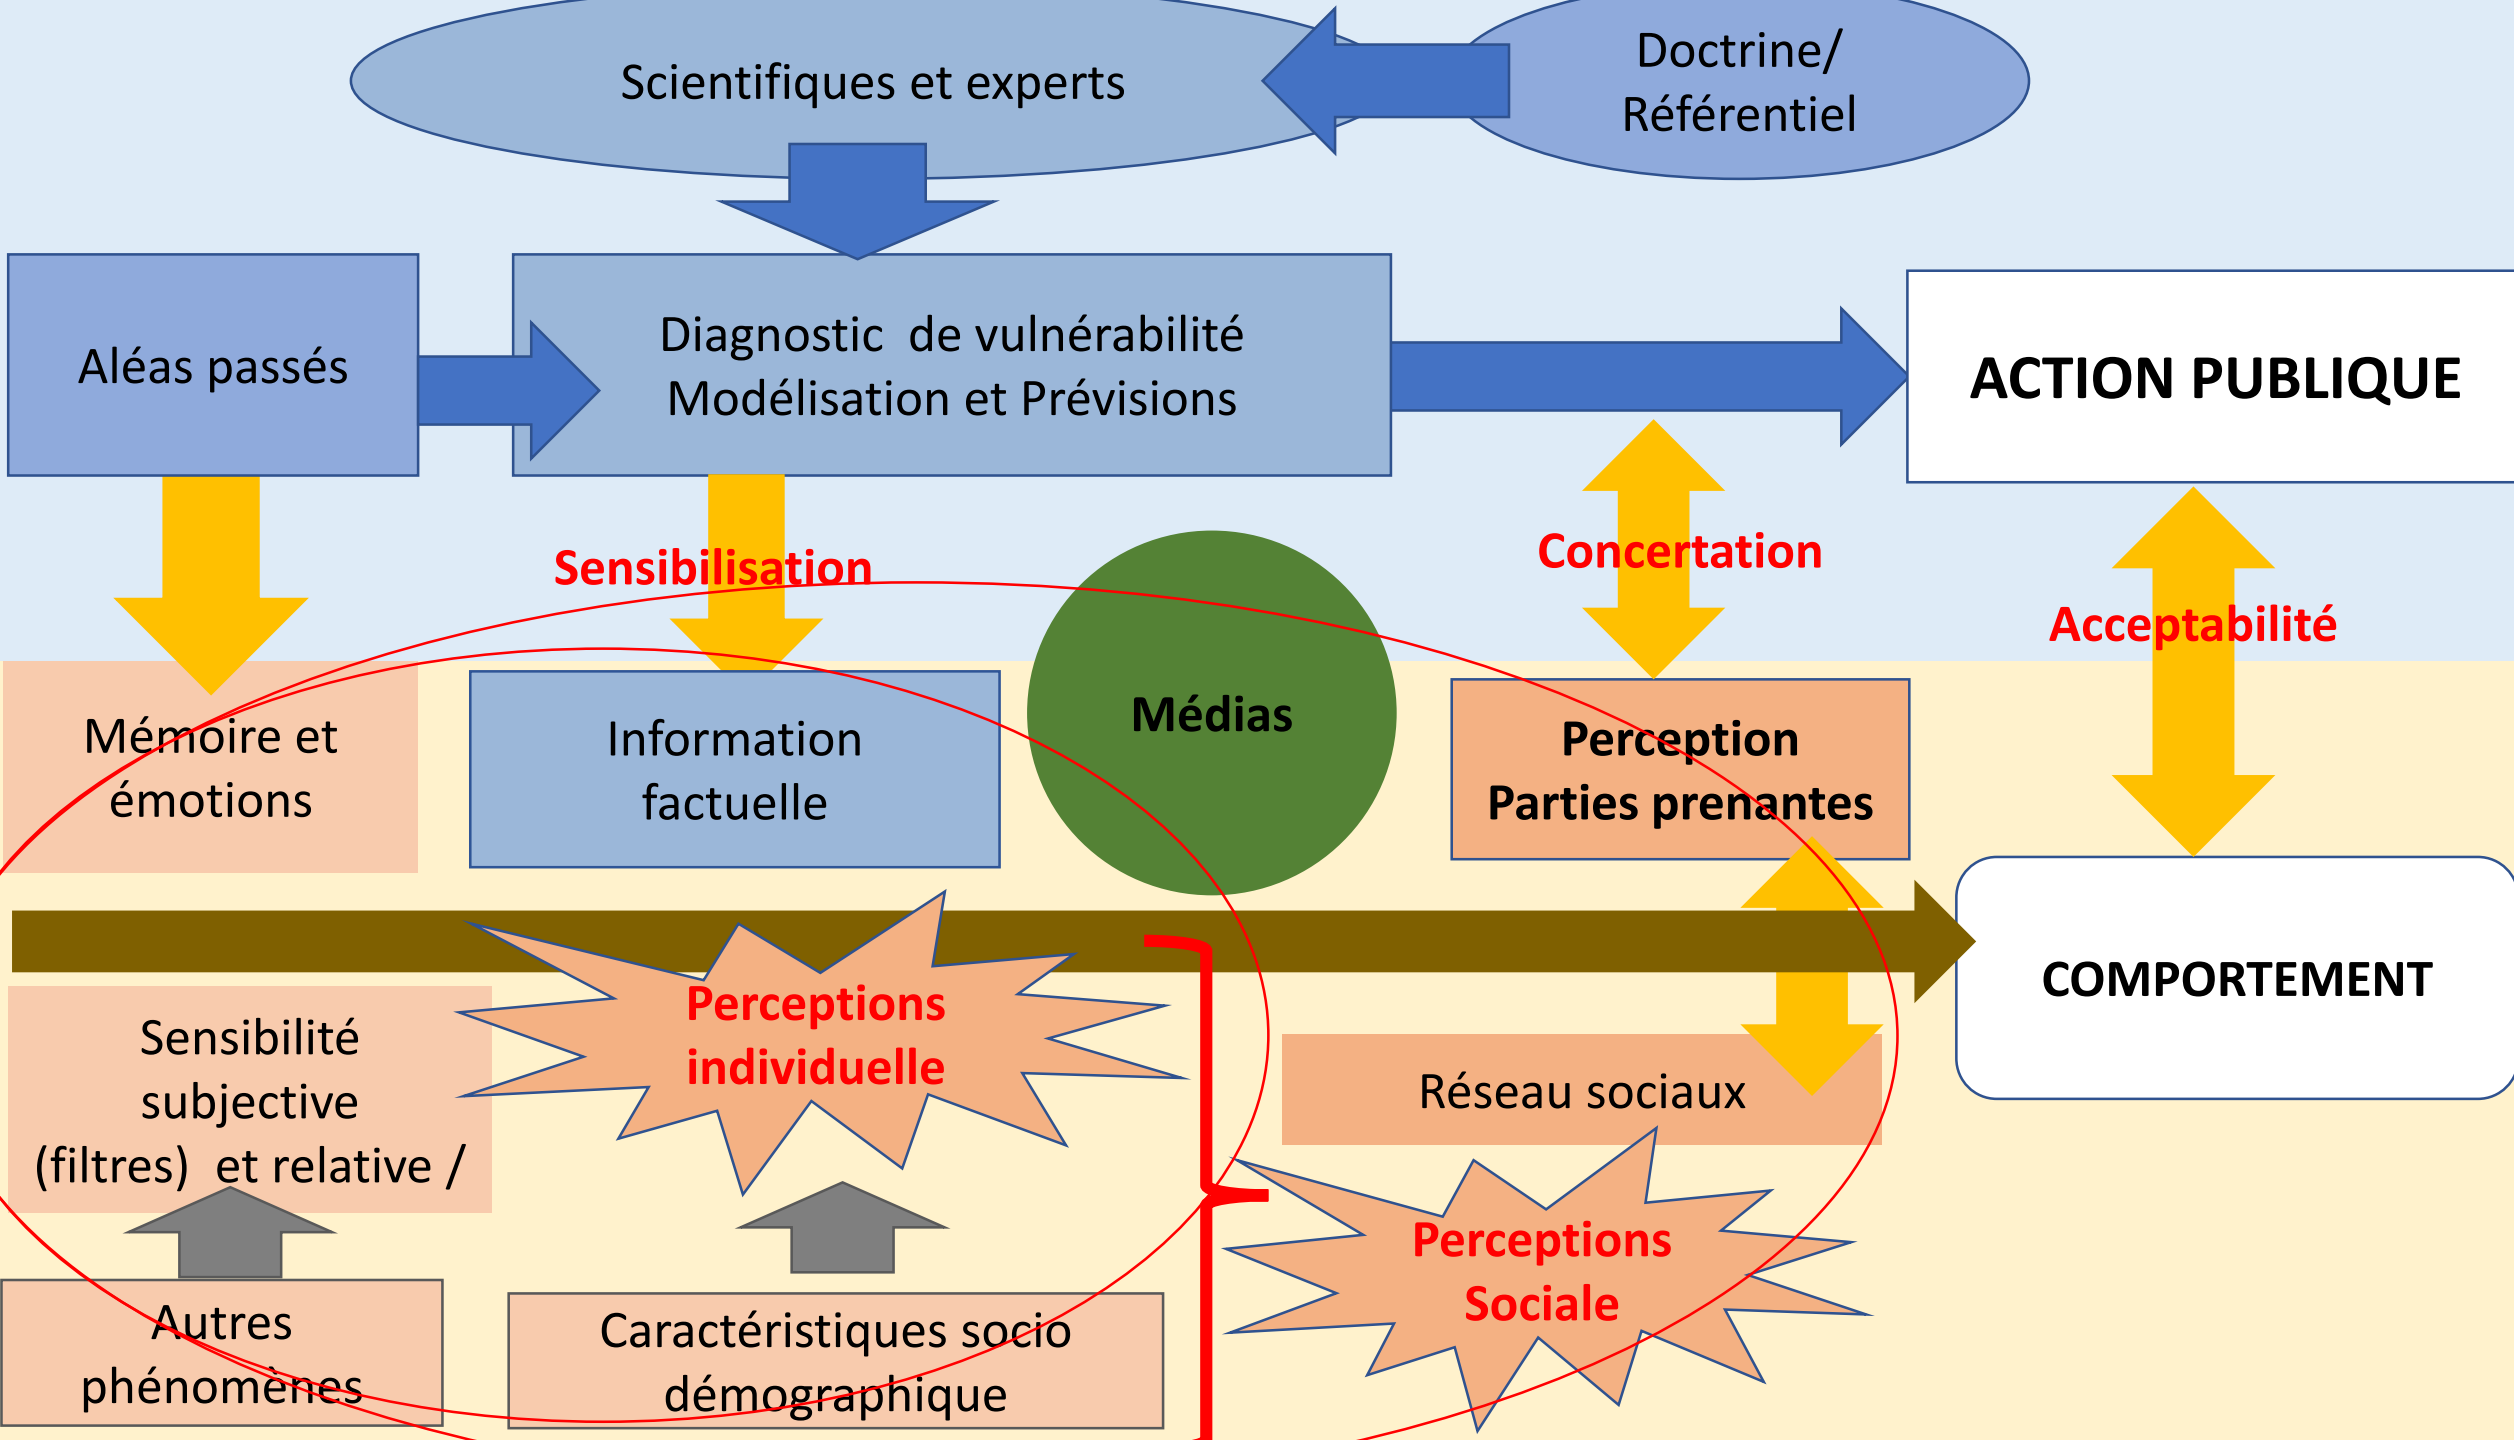 Scientifiques et experts
Doctrine/
Référentiel
Aléas passés
Diagnostic  de vulnérabilité
Modélisation et Prévisions
ACTION PUBLIQUE
Sensibilisation
Concertation
Acceptabilité
Mémoire et
émotions
Information
factuelle
Médias
Perception
Parties prenantes
COMPORTEMENT
Perceptions
individuelle
Sensibilité
subjective
(filtres)  et relative /
Réseau sociaux
Perceptions
Sociale
Autres
phénomènes
Caractéristiques socio
démographique